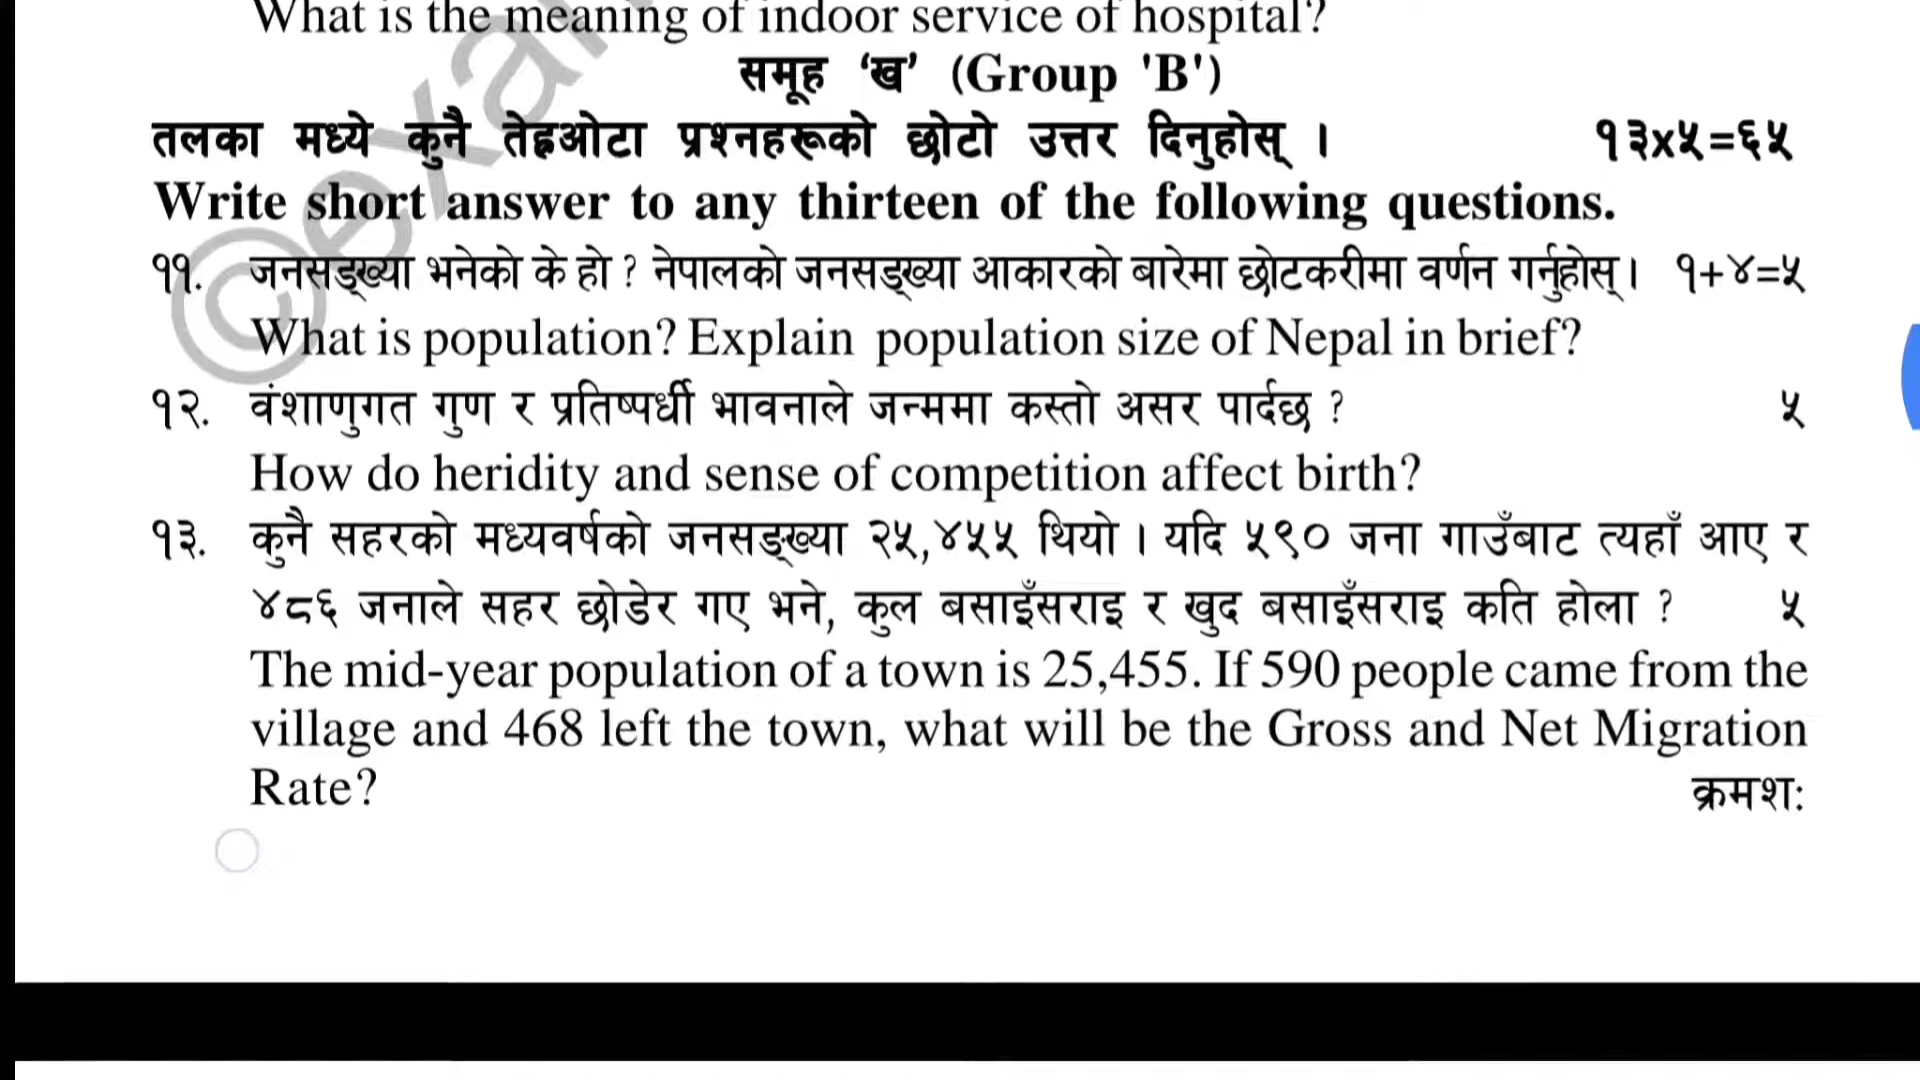 What is the meaning of indoor service of hospital?
समूह ‘ख’ (Group 'B')
तलका मध्ये कुनै तेह्रओटा प्रश्नहरूको छोटो उत्तर दिनुहोस् । १३x५=६५
Write short answer to any thirteen of the following questions.
११. जनसङ्ख्या भनेको के हो ? नेपालको जनसङ्ख्या आकारको बारेमा छोटकरीमा वर्णन गर्नुहोस् । १+४=५
What is population? Explain population size of Nepal in brief?
१२. वंशाणुगत गुण र प्रतिष्पर्धी भावनाले जन्ममा कस्तो असर पार्दछ ? ५
How do heridity and sense of competition affect birth?
१३. कुनै सहरको मध्यवर्षको जनसङ्ख्या २५,४५५ थियो । यदि ५९० जना गाउँबाट त्यहाँ आए र
४८६ जनाले सहर छोडेर गए भने, कुल बसाइँसराइ र खुद बसाइँसराइ कति होला ? ५
The mid-year population of a town is 25,455. If 590 people came from the
village and 468 left the town, what will be the Gross and Net Migration
Rate? क्रमश: